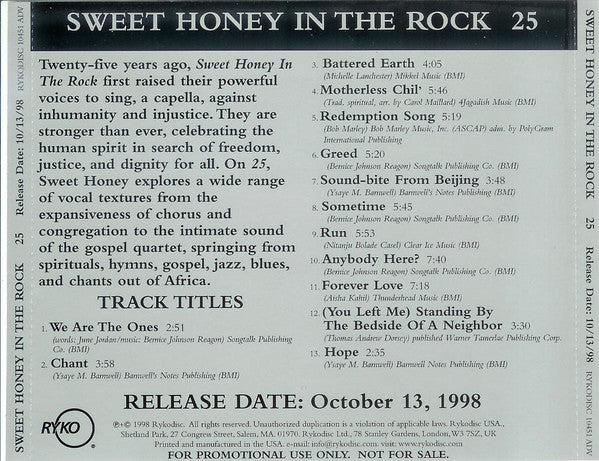 SWEET HONEY IN THE ROCK 25
Twenty-five years ago, Sweet Honey In
The Rock first raised their powerful
voices to sing, a capella, against
inhumanity and injustice. They are
stronger than ever, celebrating the
human spirit in search of freedom,
justice, and dignity for all. On 25,
Sweet Honey explores a wide range
of vocal textures from the
expansiveness of chorus and
congregation to the intimate sound
of the gospel quartet, springing from
spirituals, hymns, gospel, jazz, blues,
and chants out of Africa.
TRACK TITLES
1. We Are The Ones 2:51
(words: June Jordan/music: Bernice Johnson Reagon) Songtalk Publishing
Co. (BMI)
2. Chant 3:58
(Ysaye M. Barnwell) Barnwell's Notes Publishing (BMI)
3. Battered Earth 4:05
(Michelle Lanchester) Mikkei Music (BMI)
4. Motherless Chil' 5:46
(Trad. spiritual, arr. by Carol Maillard) 4Jagadish Music (BMI)
5. Redemption Song 5:19
(Bob Marley) Bob Marley Music, Inc. (ASCAP) adm. by PolyGram
International Publishing
6. Greed 5:20
(Bernice Johnson Reagon) Songtalk Publishing Co. (BMI)
7. Sound-bite From Beijing 3:48
(Ysaye M. Barnwell) Barnwell's Notes Publishing (BMI)
8. Sometime 5:45
(Bernice Johnson Reagon) Songtalk Publishing Co. (BMI)
9. Run 5:53
(Nitanju Bolade Casel) Clear Ice Music (BMI)
10. Anybody Here? 7:40
(Bernice Johnson Reagon) Songtalk Publishing Co. (BMI)
11. Forever Love 7:18
(Aisha Kahlil) Thunderhead Music (BMI)
12. (You Left Me) Standing By
The Bedside Of A Neighbor 3:30
(Thomas Andrew Dorsey) published Warner Tamerlae Publishing Corp.
13. Hope 2:35
(Ysaye M. Barnwell) Barnwell's Notes Publishing (BMI)
RELEASE DATE: October 13, 1998
RYKO
℗+© 1998 Rykodisc. All rights reserved. Unauthorized duplication is a violation of applicable laws. Rykodisc USA.,
Shetland Park, 27 Congress Street, Salem, MA. 01970. Rykodisc Ltd., 78 Stanley Gardens, London, W3 7SZ, UK
Printed and manufactured in the USA. e-mail: info@rykodisc.com. visit: www.rykodisc.com
FOR PROMOTIONAL USE ONLY. NOT FOR SALE.
SWEET HONEY IN THE ROCK 25 Release Date: 10/13/98 RYKODISC 10451 ADV
SWEET HONEY IN THE ROCK 25 Release Date: 10/13/98 RYKODISC 10451 ADV